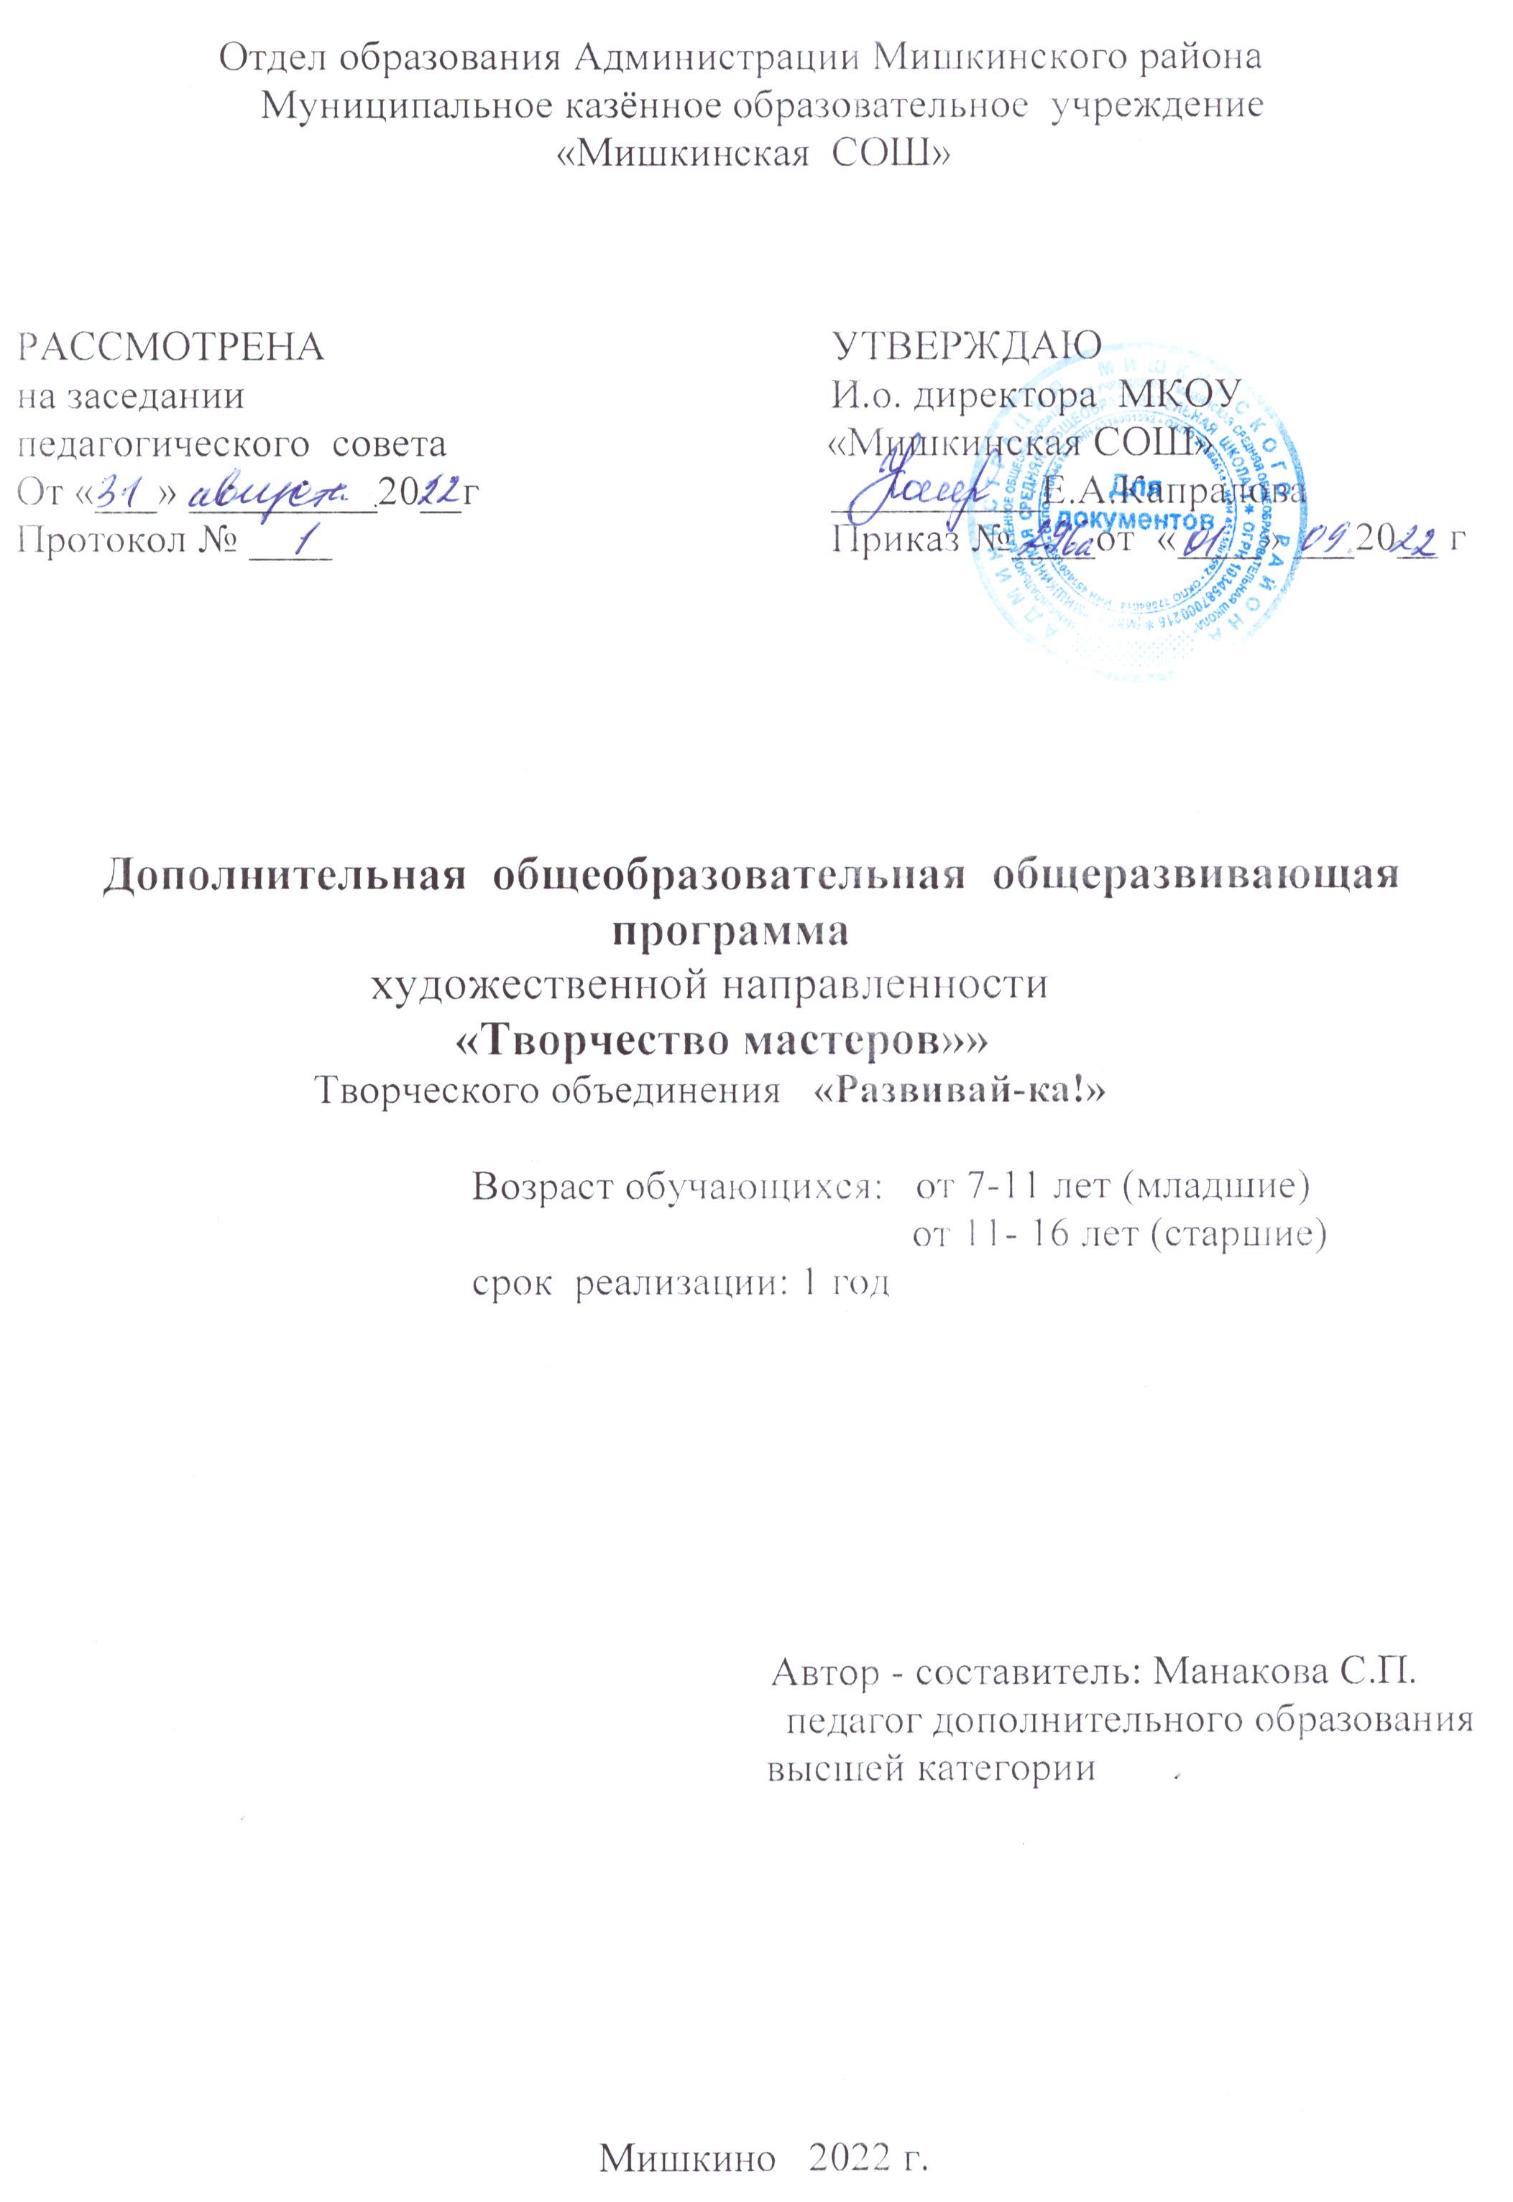 Отдел образования Администрации Мишкинского района
Муниципальное казённое образовательное учреждение
«Мишкинская СОШ»
РАССМОТРЕНА
на заседании
педагогического совета
От «31» август 2022г
Протокол № 1
УТВЕРЖДАЮ
И.о. директора МКОУ
«Мишкинская СОШ»
Е.А.Капралова
Приказ № 296а от «01» 09.2022 г
Для
документов
Дополнительная общеобразовательная общеразвивающая
программа
художественной направленности
«Творчество мастеров»»
Творческого объединения «Развивай-ка!»
Возраст обучающихся: от 7-11 лет (младшие)
от 11- 16 лет (старшие)
срок реализации: 1 год
Автор - составитель: Манакова С.П.
педагог дополнительного образования
высшей категории
Мишкино 2022 г.